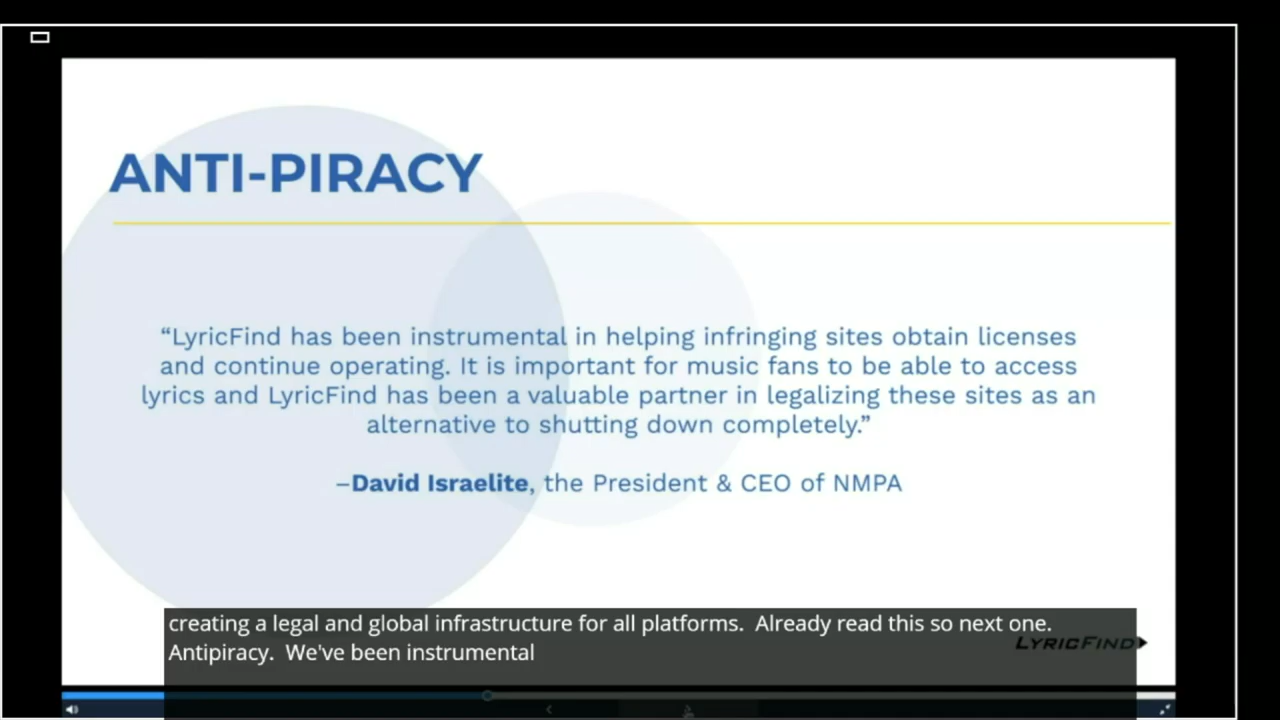 ANTI-PIRACY
“LyricFind has been instrumental in helping infringing sites obtain licenses
and continue operating. It is important for music fans to be able to access
lyrics and LyricFind has been a valuable partner in legalizing these sites as an
alternative to shutting down completely.”
–David Israelite, the President & CEO of NMPA
creating a legal and global infrastructure for all platforms.  Already read this so next one.
Antipiracy.  We've been instrumental
LYRICFIND